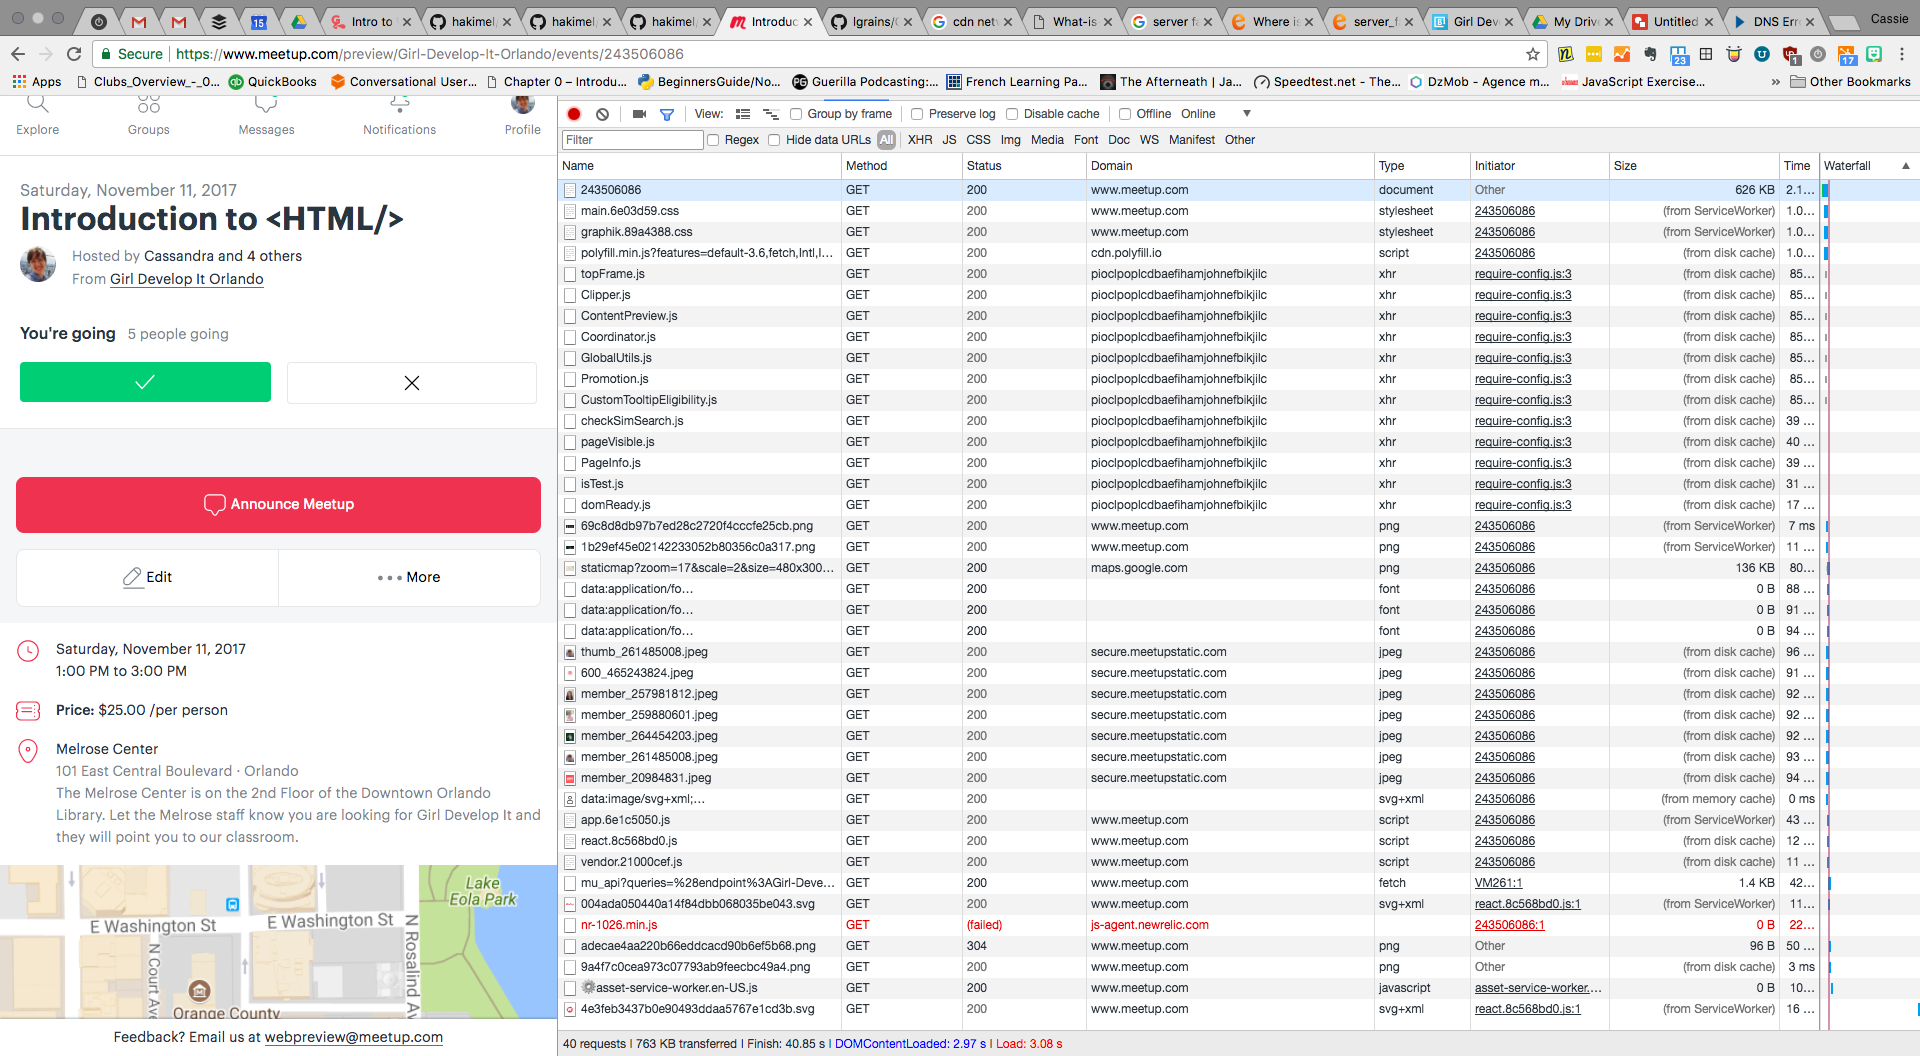 Intro to
hakimel/
hakimel/
hakimel/
Introduc
lgrains/
cdn net
What-is
server fa
Where is
server_f
Girl Dev
My Drive
Untitled
DNS Erro
Cassie
15
Secure
https://www.meetup.com/preview/Girl-Develop-It-Orlando/events/243506086
23
1
17
Apps
Clubs_Overview_-_0...
QuickBooks
Conversational User...
Chapter 0 – Introdu...
BeginnersGuide/No...
Guerilla Podcasting:...
French Learning Pa...
The Afterneath | Ja...
Speedtest.net - The...
DzMob - Agence m...
JavaScript Exercise...
»
Other Bookmarks
Explore
Groups
Messages
Notifications
Profile
Saturday, November 11, 2017
Introduction to <HTML/>
Hosted by Cassandra and 4 others
From Girl Develop It Orlando
You're going 5 people going
Announce Meetup
Edit
More
Saturday, November 11, 2017
1:00 PM to 3:00 PM
Price: $25.00 /per person
Melrose Center
101 East Central Boulevard · Orlando
The Melrose Center is on the 2nd Floor of the Downtown Orlando
Library. Let the Melrose staff know you are looking for Girl Develop It and
they will point you to our classroom.
E Washington St
E Washington St
Lake
Eola Park
N Court Ave
N Rosalind Av
Orange County
Feedback? Email us at webpreview@meetup.com
View: Group by frame Preserve log Disable cache Offline Online
Filter Regex Hide data URLs All XHR JS CSS Img Media Font Doc WS Manifest Other
Name Method Status Domain Type Initiator Size Time Waterfall
243506086 GET 200 www.meetup.com document Other 626 KB 2.1...
main.6e03d59.css GET 200 www.meetup.com stylesheet 243506086 (from ServiceWorker) 1.0...
graphik.89a4388.css GET 200 www.meetup.com stylesheet 243506086 (from ServiceWorker) 1.0...
polyfill.min.js?features=default-3.6,fetch,Intl,I... GET 200 cdn.polyfill.io script 243506086 (from disk cache) 1.0...
topFrame.js GET 200 pioclpoplcdbaefihamjohnefbikjilc xhr require-config.js:3 (from disk cache) 85...
Clipper.js GET 200 pioclpoplcdbaefihamjohnefbikjilc xhr require-config.js:3 (from disk cache) 85...
ContentPreview.js GET 200 pioclpoplcdbaefihamjohnefbikjilc xhr require-config.js:3 (from disk cache) 85...
Coordinator.js GET 200 pioclpoplcdbaefihamjohnefbikjilc xhr require-config.js:3 (from disk cache) 85...
GlobalUtils.js GET 200 pioclpoplcdbaefihamjohnefbikjilc xhr require-config.js:3 (from disk cache) 85...
Promotion.js GET 200 pioclpoplcdbaefihamjohnefbikjilc xhr require-config.js:3 (from disk cache) 85...
CustomTooltipEligibility.js GET 200 pioclpoplcdbaefihamjohnefbikjilc xhr require-config.js:3 (from disk cache) 85...
checkSimSearch.js GET 200 pioclpoplcdbaefihamjohnefbikjilc xhr require-config.js:3 (from disk cache) 39 ...
pageVisible.js GET 200 pioclpoplcdbaefihamjohnefbikjilc xhr require-config.js:3 (from disk cache) 40 ...
PageInfo.js GET 200 pioclpoplcdbaefihamjohnefbikjilc xhr require-config.js:3 (from disk cache) 39 ...
isTest.js GET 200 pioclpoplcdbaefihamjohnefbikjilc xhr require-config.js:3 (from disk cache) 31 ...
domReady.js GET 200 pioclpoplcdbaefihamjohnefbikjilc xhr require-config.js:3 (from disk cache) 17 ...
69c8d8db97b7ed28c2720f4cccfe25cb.png GET 200 www.meetup.com png 243506086 (from ServiceWorker) 7 ms
1b29ef45e02142233052b80356c0a317.png GET 200 www.meetup.com png 243506086 (from ServiceWorker) 11 ...
staticmap?zoom=17&scale=2&size=480x300... GET 200 maps.google.com png 243506086 136 KB 80...
data:application/fo... GET 200 font 243506086 0 B 88 ...
data:application/fo... GET 200 font 243506086 0 B 91 ...
data:application/fo... GET 200 font 243506086 0 B 94 ...
thumb_261485008.jpeg GET 200 secure.meetupstatic.com jpeg 243506086 (from disk cache) 96 ...
600_465243824.jpeg GET 200 secure.meetupstatic.com jpeg 243506086 (from disk cache) 91 ...
member_257981812.jpeg GET 200 secure.meetupstatic.com jpeg 243506086 (from disk cache) 92 ...
member_259880601.jpeg GET 200 secure.meetupstatic.com jpeg 243506086 (from disk cache) 92 ...
member_264454203.jpeg GET 200 secure.meetupstatic.com jpeg 243506086 (from disk cache) 92 ...
member_261485008.jpeg GET 200 secure.meetupstatic.com jpeg 243506086 (from disk cache) 93 ...
member_20984831.jpeg GET 200 secure.meetupstatic.com jpeg 243506086 (from disk cache) 94 ...
data:image/svg+xml;... GET 200 svg+xml 243506086 (from memory cache) 0 ms
app.6e1c5050.js GET 200 www.meetup.com script 243506086 (from ServiceWorker) 43 ...
react.8c568bd0.js GET 200 www.meetup.com script 243506086 (from disk cache) 12 ...
vendor.21000cef.js GET 200 www.meetup.com script 243506086 (from disk cache) 11 ...
mu_api?queries=%28endpoint%3AGirl-Deve... GET 200 www.meetup.com fetch VM261:1 1.4 KB 42...
004ada050440a14f84dbb068035be043.svg GET 200 www.meetup.com svg+xml react.8c568bd0.js:1 (from ServiceWorker) 11...
nr-1026.min.js GET (failed) js-agent.newrelic.com 243506086:1 0 B 22...
adecae4aa220b66eddcacd90b6ef5b68.png GET 304 www.meetup.com png Other 96 B 50 ...
9a4f7c0cea973c07793ab9feecbc49a4.png GET 200 www.meetup.com png Other (from disk cache) 3 ms
asset-service-worker.en-US.js GET 200 www.meetup.com javascript asset-service-worker.... 0 B 10...
4e3feb3437b0e90493ddaa5767e1cd3b.svg GET 200 www.meetup.com svg+xml react.8c568bd0.js:1 (from ServiceWorker) 16 ...
40 requests | 763 KB transferred | Finish: 40.85 s | DOMContentLoaded: 2.97 s | Load: 3.08 s